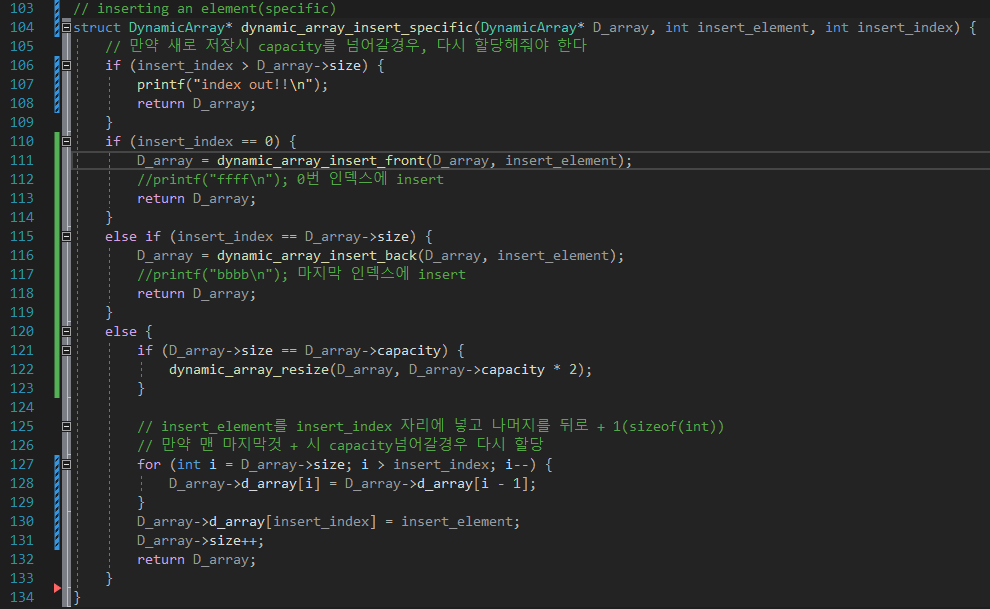 103 // inserting an element(specific)
104 struct DynamicArray* dynamic_array_insert_specific(DynamicArray* D_array, int insert_element, int insert_index) {
105 // 만약 새로 저장시 capacity를 넘어갈경우, 다시 할당해줘야 한다
106 if (insert_index > D_array->size) {
107 printf("index out!!\n");
108 return D_array;
109 }
110 if (insert_index == 0) {
111 D_array = dynamic_array_insert_front(D_array, insert_element);
112 //printf("ffff\n"); 0번 인덱스에 insert
113 return D_array;
114 }
115 else if (insert_index == D_array->size) {
116 D_array = dynamic_array_insert_back(D_array, insert_element);
117 //printf("bbbb\n"); 마지막 인덱스에 insert
118 return D_array;
119 }
120 else {
121 if (D_array->size == D_array->capacity) {
122 dynamic_array_resize(D_array, D_array->capacity * 2);
123 }
124
125 // insert_element를 insert_index 자리에 넣고 나머지를 뒤로 + 1(sizeof(int))
126 // 만약 맨 마지막것 + 시 capacity넘어갈경우 다시 할당
127 for (int i = D_array->size; i > insert_index; i--) {
128 D_array->d_array[i] = D_array->d_array[i - 1];
129 }
130 D_array->d_array[insert_index] = insert_element;
131 D_array->size++;
132 return D_array;
133 }
134 }